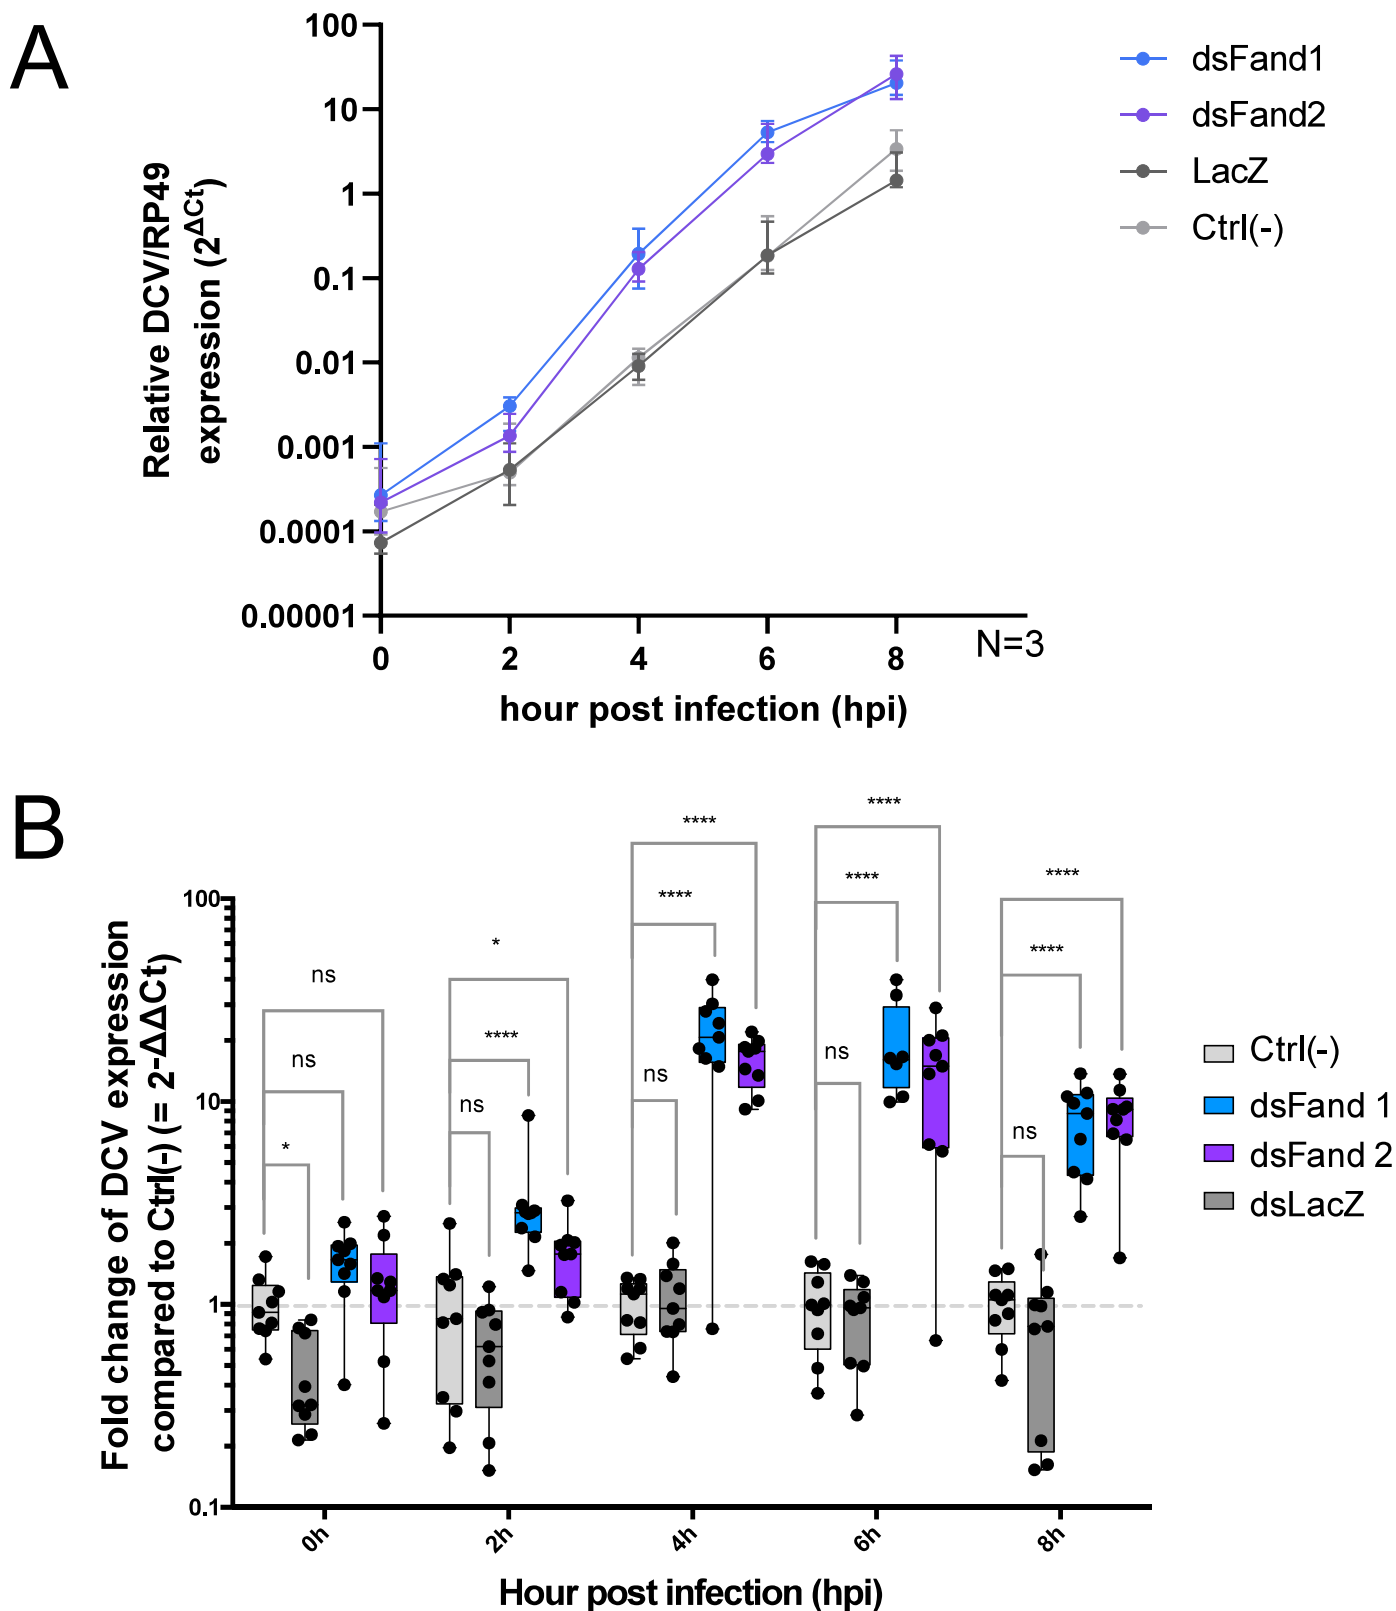 A
100
10
1
0.1
0.01
0.001
0.0001
0.00001
Relative DCV/RP49
expression (2^ΔCt)
0 2 4 6 8
N=3
hour post infection (hpi)
dsFand1
dsFand2
LacZ
Ctrl(-)
B
100
10
1
0.1
Fold change of DCV expression
compared to Ctrl(-) (= 2-ΔΔCt)
ns
ns
*
*
****
ns
****
****
ns
****
****
ns
****
****
ns
0h 2h 4h 6h 8h
Hour post infection (hpi)
Ctrl(-)
dsFand 1
dsFand 2
dsLacZ